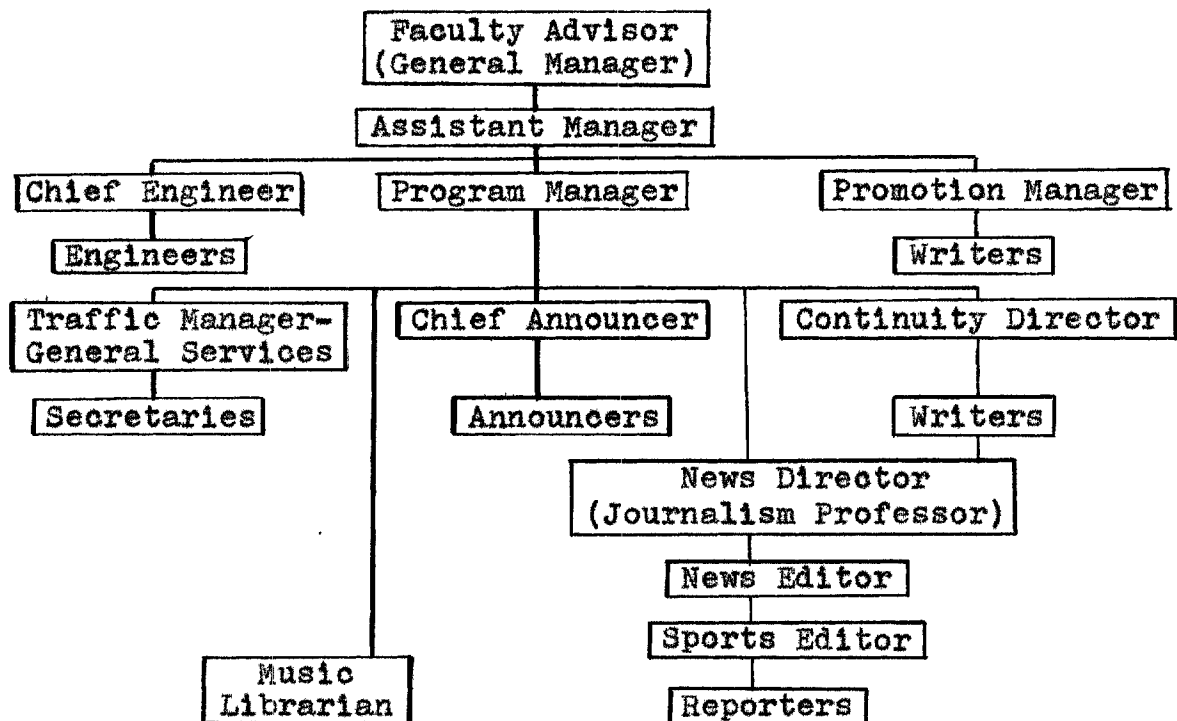 Faculty Advisor
(General Manager)
Assistant Manager
Chief Engineer
Program Manager
Promotion Manager
Engineers
Writers
Traffic Manager-
General Services
Chief Announcer
Continuity Director
Secretaries
Announcers
Writers
News Director
(Journalism Professor)
News Editor
Sports Editor
Music
Librarian
Reporters